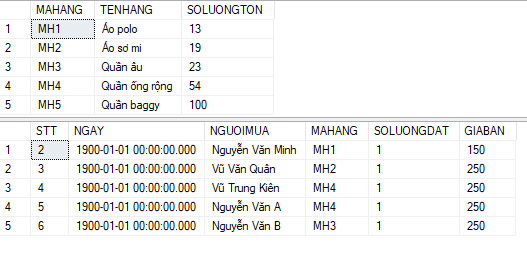 MAHANG TENHANG SOLUONGTON
1 MH1 Áo polo 13
2 MH2 Áo sơ mi 19
3 MH3 Quần âu 23
4 MH4 Quần ống rộng 54
5 MH5 Quần baggy 100
STT NGAY NGUOIMUA MAHANG SOLUONGDAT GIABAN
1 2 1900-01-01 00:00:00.000 Nguyễn Văn Minh MH1 1 150
2 3 1900-01-01 00:00:00.000 Vũ Văn Quân MH2 1 250
3 4 1900-01-01 00:00:00.000 Vũ Trung Kiên MH4 1 250
4 5 1900-01-01 00:00:00.000 Nguyễn Văn A MH4 1 250
5 6 1900-01-01 00:00:00.000 Nguyễn Văn B MH3 1 250